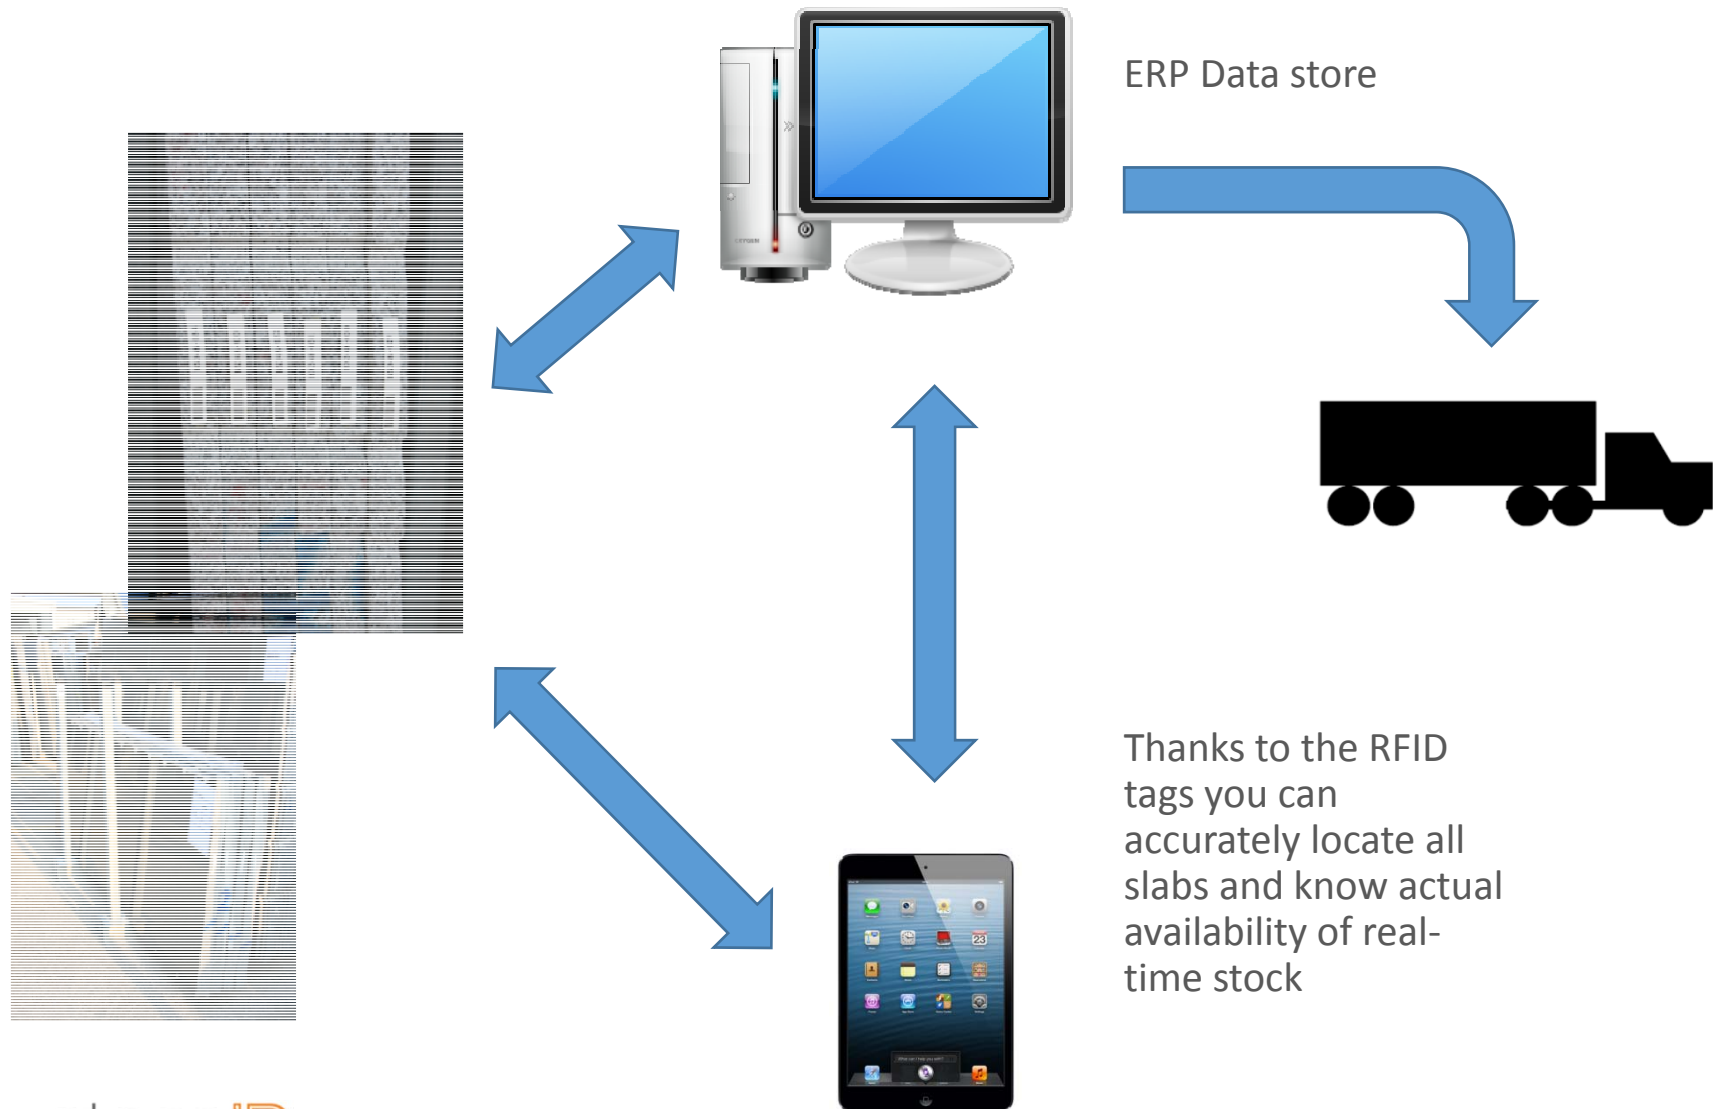 ERP Data store
Thanks to the RFID
tags you can
accurately locate all
slabs and know actual
availability of real-
time stock
23